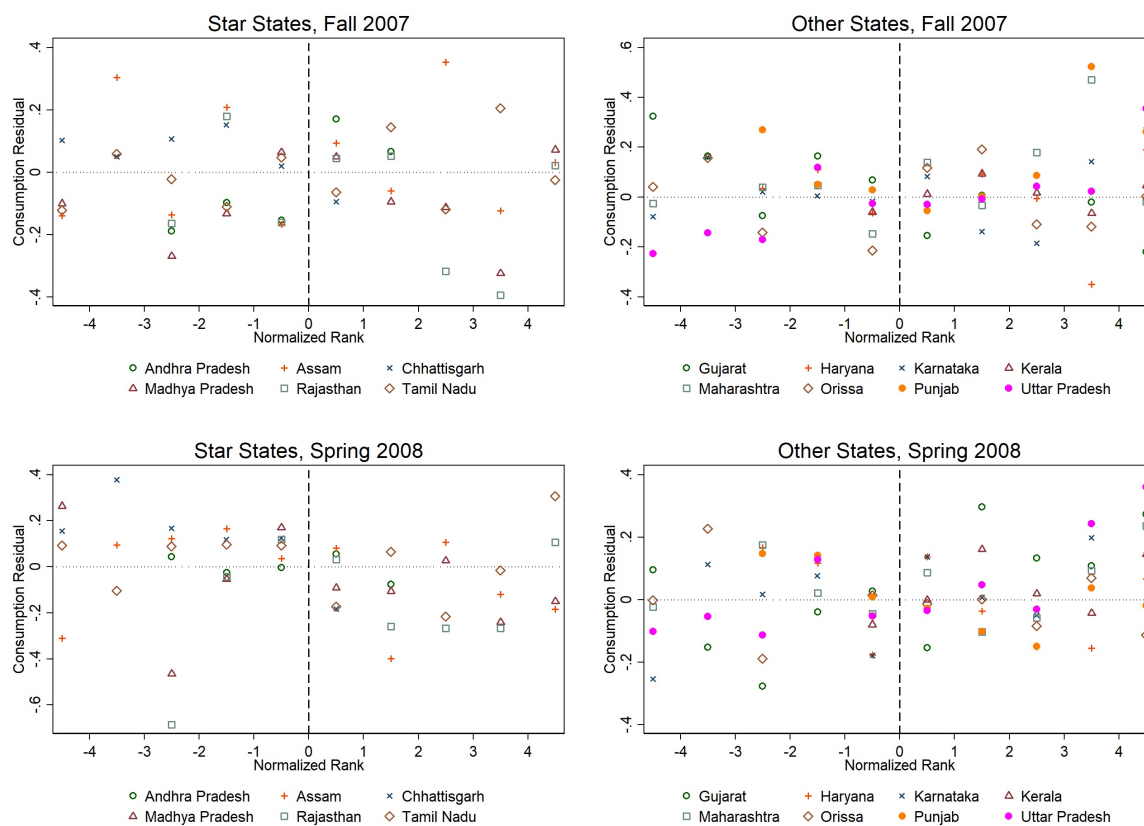 Star States, Fall 2007
Consumption Residual
.4
.2
0
-.2
-.4
-4 -3 -2 -1 0 1 2 3 4
Normalized Rank
Andhra Pradesh Assam Chhattisgarh
Madhya Pradesh Rajasthan Tamil Nadu
Other States, Fall 2007
Consumption Residual
.6
.4
.2
0
-.2
-.4
-4 -3 -2 -1 0 1 2 3 4
Normalized Rank
Gujarat Haryana Karnataka Kerala
Maharashtra Orissa Punjab Uttar Pradesh
Star States, Spring 2008
Consumption Residual
.4
.2
0
-.2
-.4
-.6
-4 -3 -2 -1 0 1 2 3 4
Normalized Rank
Andhra Pradesh Assam Chhattisgarh
Madhya Pradesh Rajasthan Tamil Nadu
Other States, Spring 2008
Consumption Residual
.4
.2
0
-.2
-.4
-4 -3 -2 -1 0 1 2 3 4
Normalized Rank
Gujarat Haryana Karnataka Kerala
Maharashtra Orissa Punjab Uttar Pradesh